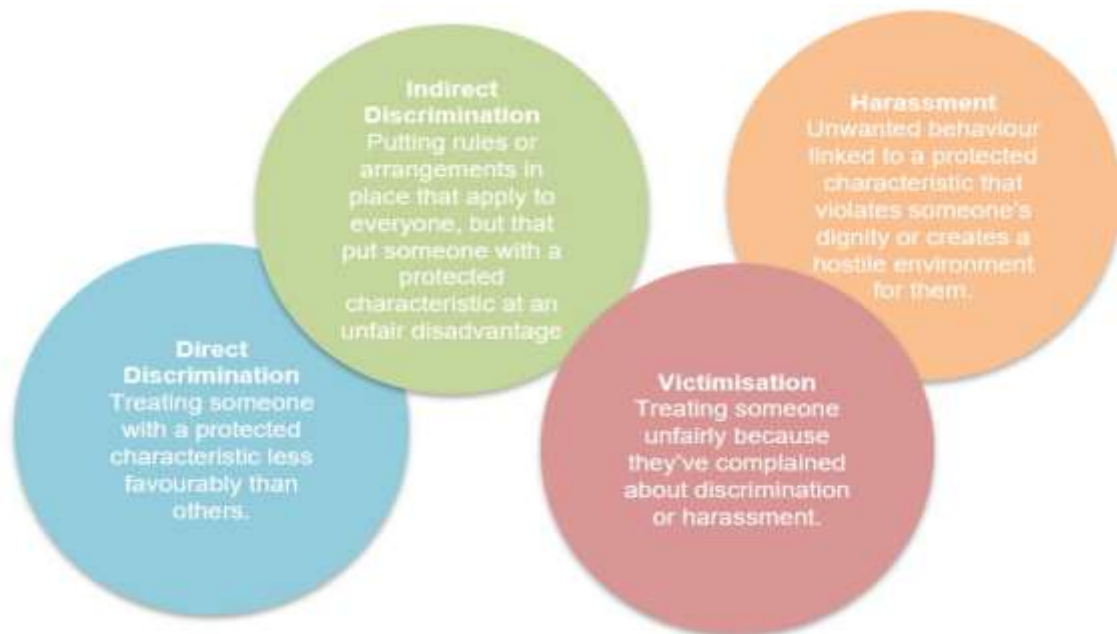 Direct
Discrimination
Treating someone
with a protected
characteristic less
favourably than
others.
Indirect
Discrimination
Putting rules or
arrangements in
place that apply to
everyone, but that
put someone with a
protected
characteristic at an
unfair disadvantage
Victimisation
Treating someone
unfairly because
they've complained
about discrimination
or harassment.
Harassment
Unwanted behaviour
linked to a protected
characteristic that
violates someone's
dignity or creates a
hostile environment
for them.